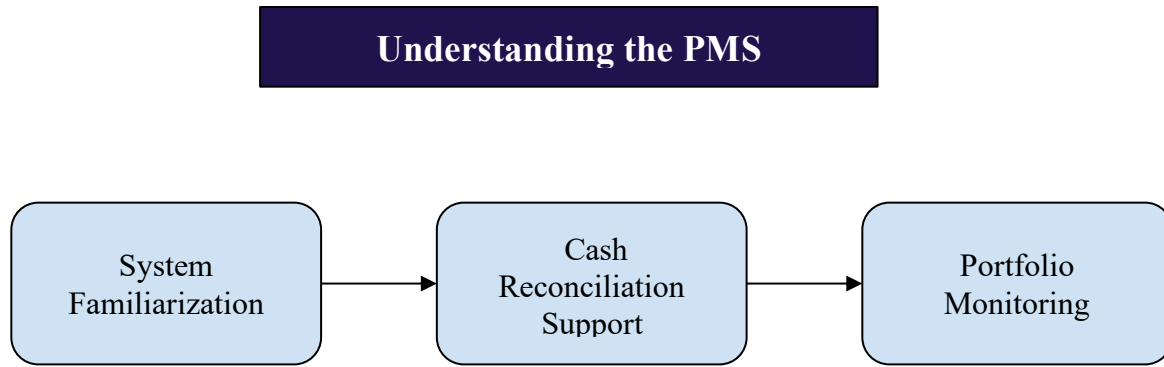 Understanding the PMS
System
Familiarization
Cash
Reconciliation
Support
Portfolio
Monitoring